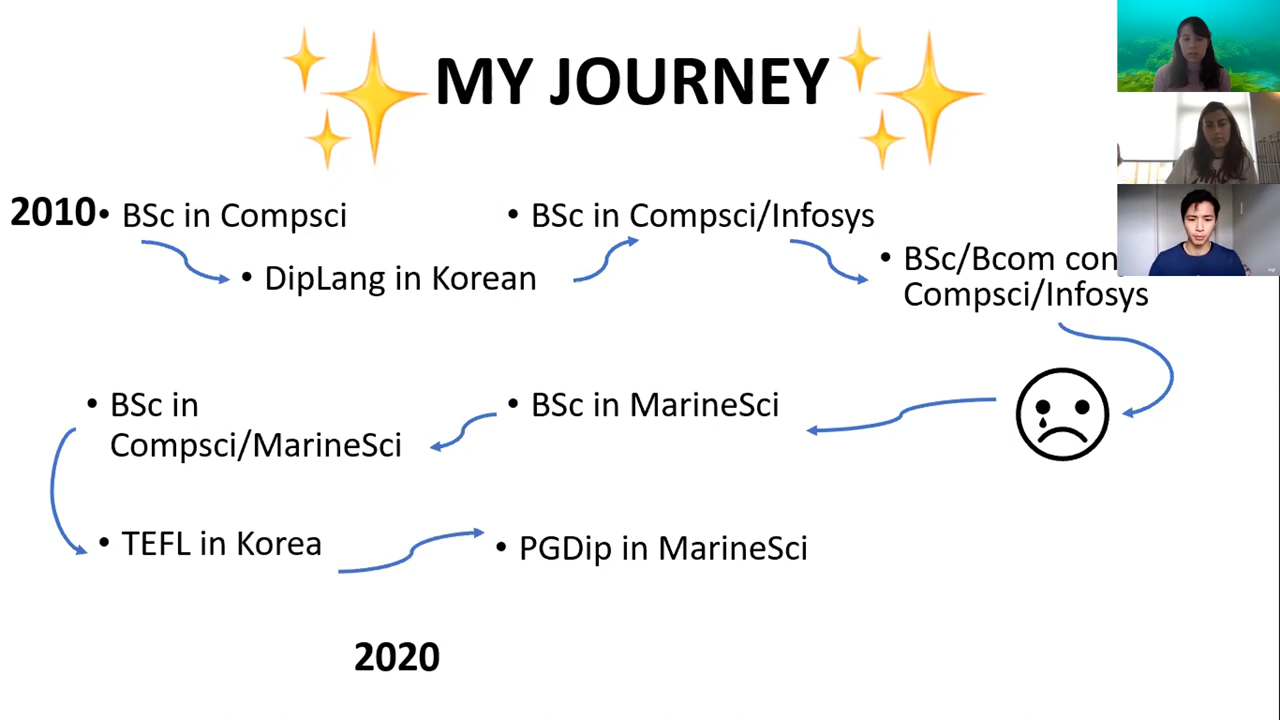 MY JOURNEY
2010 • BSc in Compsci
• DipLang in Korean
• BSc in Compsci/Infosys
• BSc/Bcom
Compsci/Infosys
• BSc in MarineSci
• BSc in
Compsci/MarineSci
• TEFL in Korea
• PGDip in MarineSci
2020